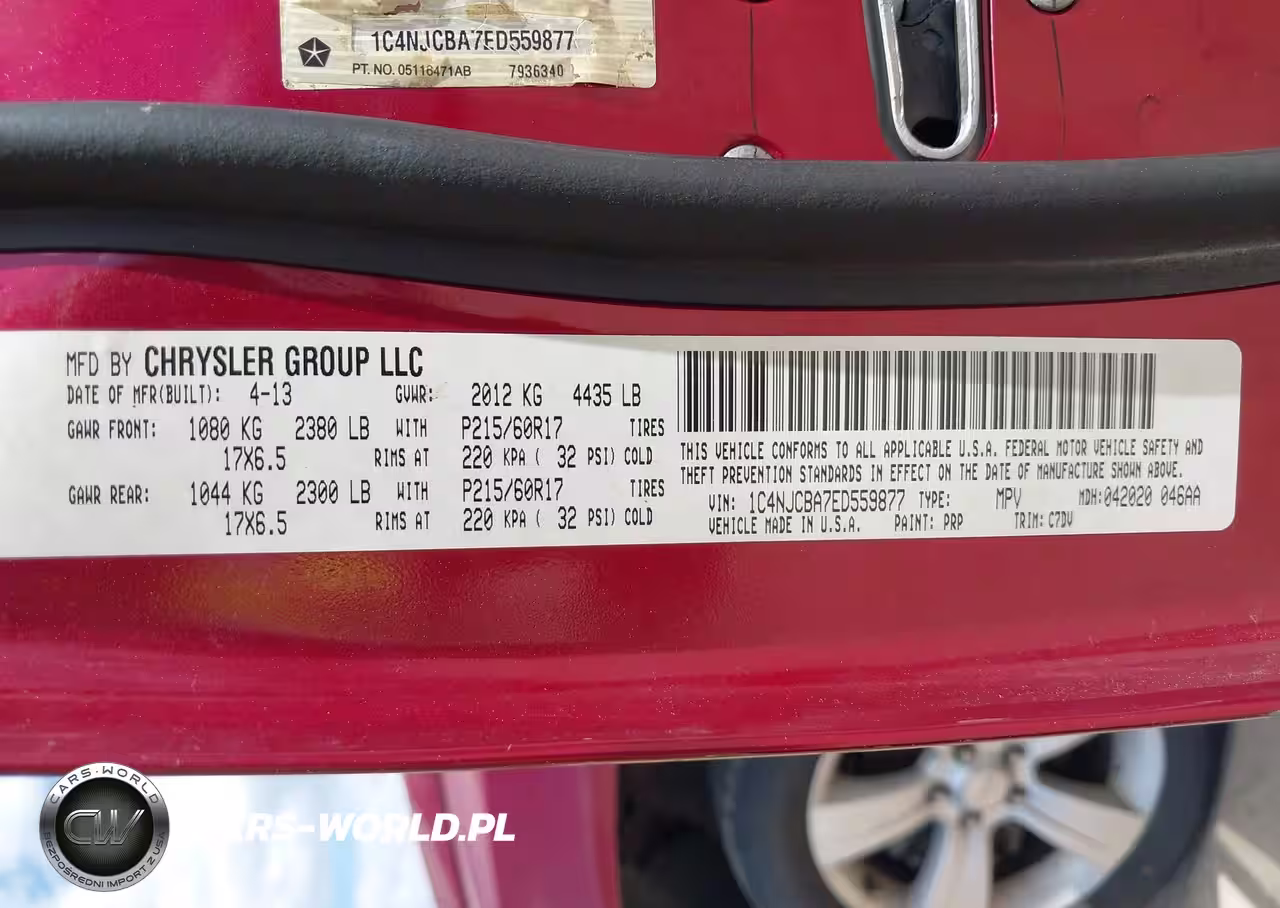 1C4NJCBA7ED559877
PT. NO. 05116471AB 7936340
MFD BY CHRYSLER GROUP LLC
DATE OF MFR(BUILT): 4-13 GVWR: 2012 KG 4435 LB
GAWR FRONT: 1080 KG 2380 LB WITH P215/60R17 TIRES
17X6.5 RIMS AT 220 KPA ( 32 PSI) COLD
GAWR REAR: 1044 KG 2300 LB WITH P215/60R17 TIRES
17X6.5 RIMS AT 220 KPA ( 32 PSI) COLD
THIS VEHICLE CONFORMS TO ALL APPLICABLE U.S.A. FEDERAL MOTOR VEHICLE SAFETY AND
THEFT PREVENTION STANDARDS IN EFFECT ON THE DATE OF MANUFACTURE SHOWN ABOVE.
VIN: 1C4NJCBA7ED559877 TYPE: MPV MDH:042020 046AA
VEHICLE MADE IN U.S.A. PAINT: PRP TRIM: C7DV
CARS-WORLD
CW
BEZPOŚREDNI IMPORT Z USA
CARS-WORLD.PL